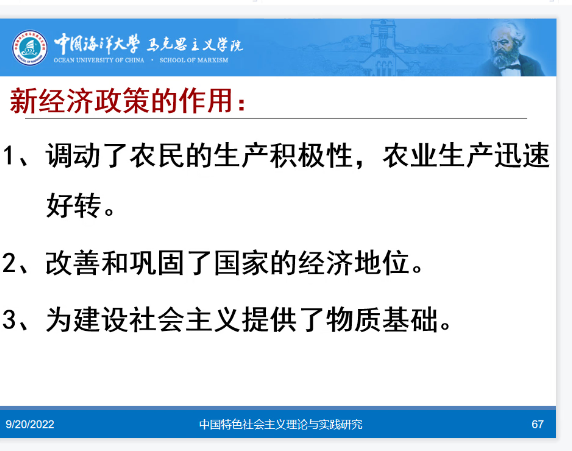 中国海洋大学 马克思主义学院
OCEAN UNIVERSITY OF CHINA · SCHOOL OF MARXISM
新经济政策的作用：
1、调动了农民的生产积极性，农业生产迅速
好转。
2、改善和巩固了国家的经济地位。
3、为建设社会主义提供了物质基础。
9/20/2022 中国特色社会主义理论与实践研究 67